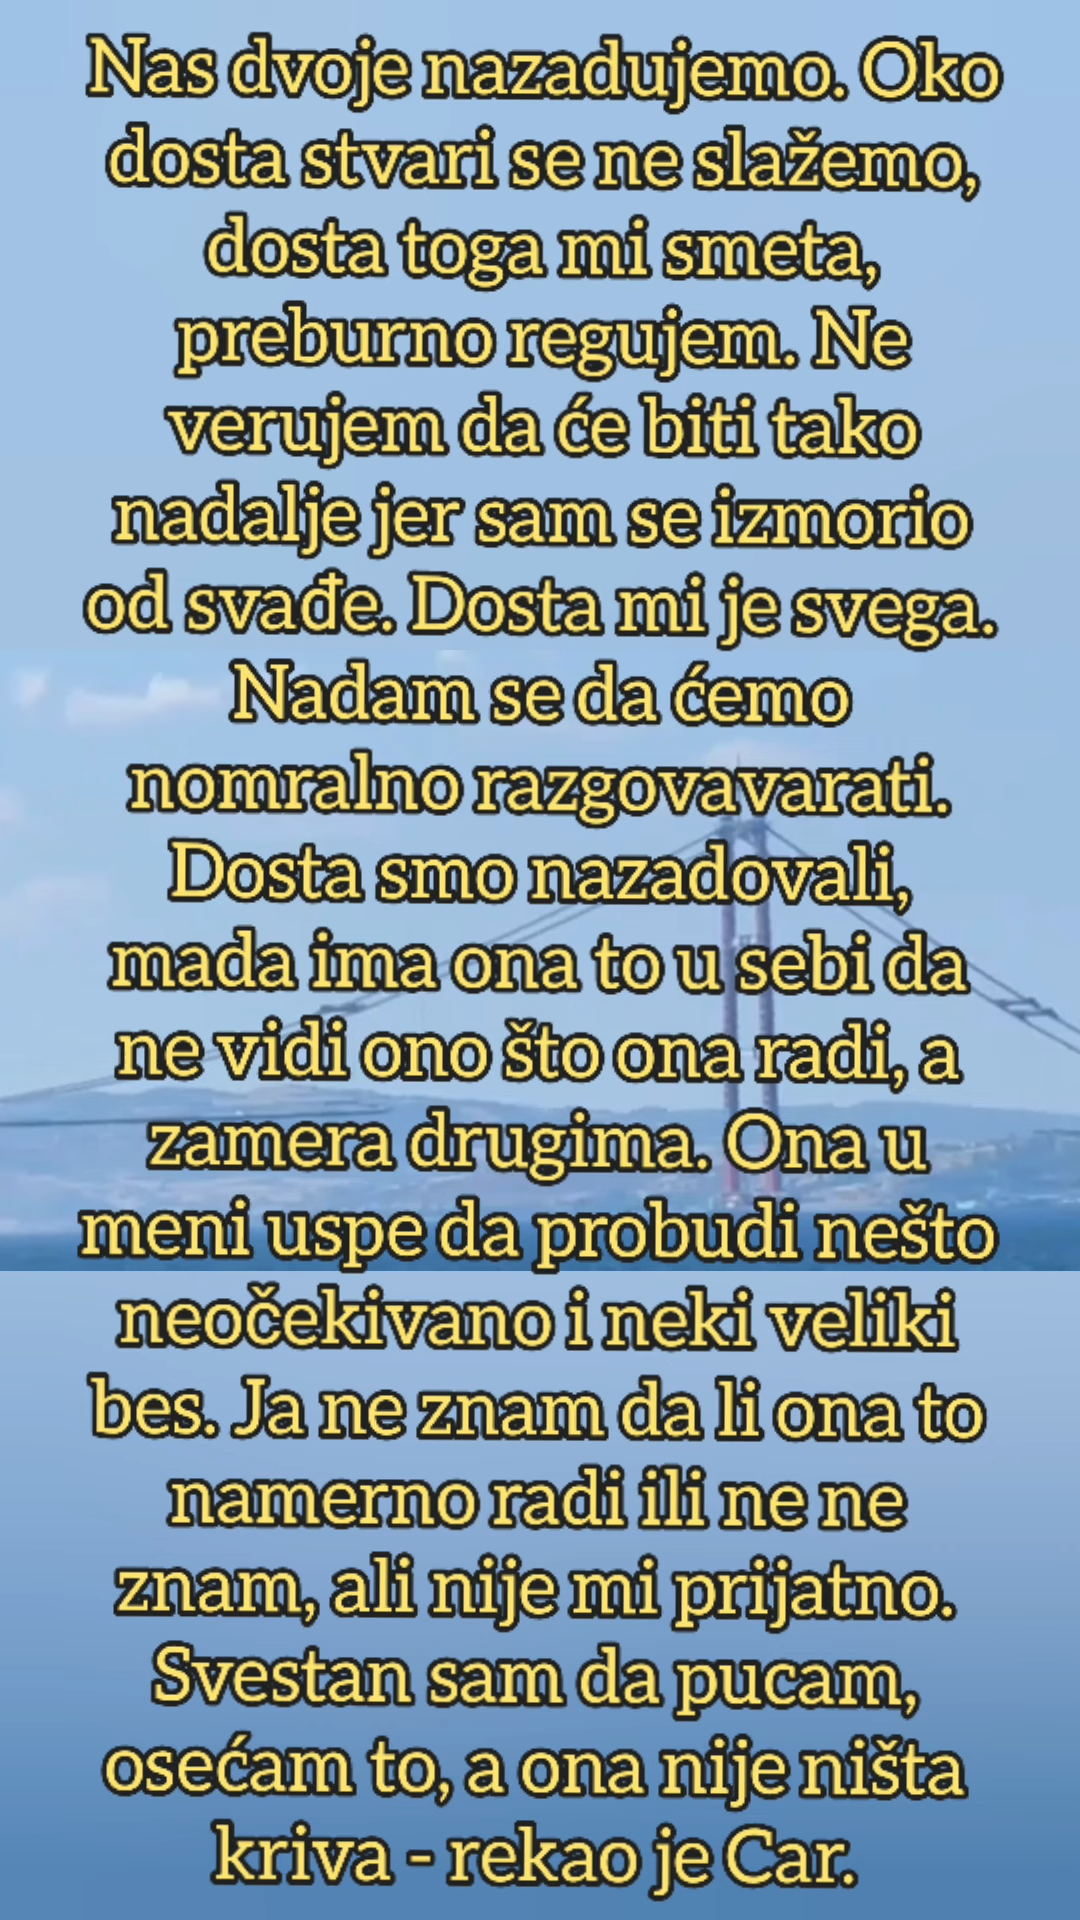 Nas dvoje nazadujemo. Oko
dosta stvari se ne slažemo,
dosta toga mi smeta,
preburno regujem. Ne
verujem da će biti tako
nadalje jer sam se izmorio
od svađe. Dosta mi je svega.
Nadam se da ćemo
nomralno razgovavarati.
Dosta smo nazadovali,
mada ima ona to u sebi da
ne vidi ono što ona radi, a
zamera drugima. Ona u
meni uspe da probudi nešto
neočekivano i neki veliki
bes. Ja ne znam da li ona to
namerno radi ili ne ne
znam, ali nije mi prijatno.
Svestan sam da pucam,
osećam to, a ona nije ništa
kriva - rekao je Car.